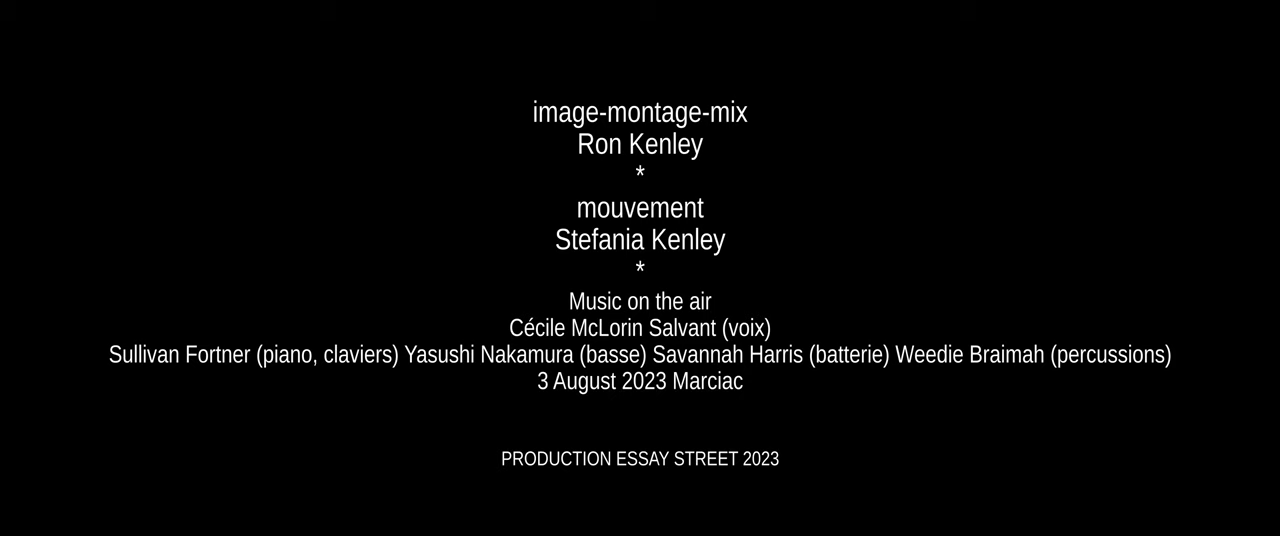 image-montage-mix
Ron Kenley
*
mouvement
Stefania Kenley
*
Music on the air
Cécile McLorin Salvant (voix)
Sullivan Fortner (piano, claviers) Yasushi Nakamura (basse) Savannah Harris (batterie) Weedie Braimah (percussions)
3 August 2023 Marciac
PRODUCTION ESSAY STREET 2023